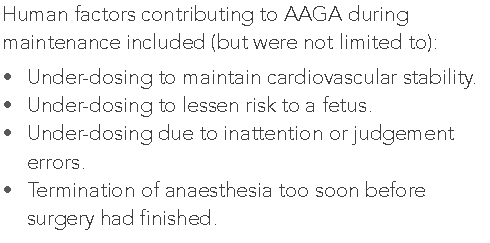 Human factors contributing to AAGA during
maintenance included (but were not limited to):
• Under-dosing to maintain cardiovascular stability.
• Under-dosing to lessen risk to a fetus.
• Under-dosing due to inattention or judgement
errors.
• Termination of anaesthesia too soon before
surgery had finished.